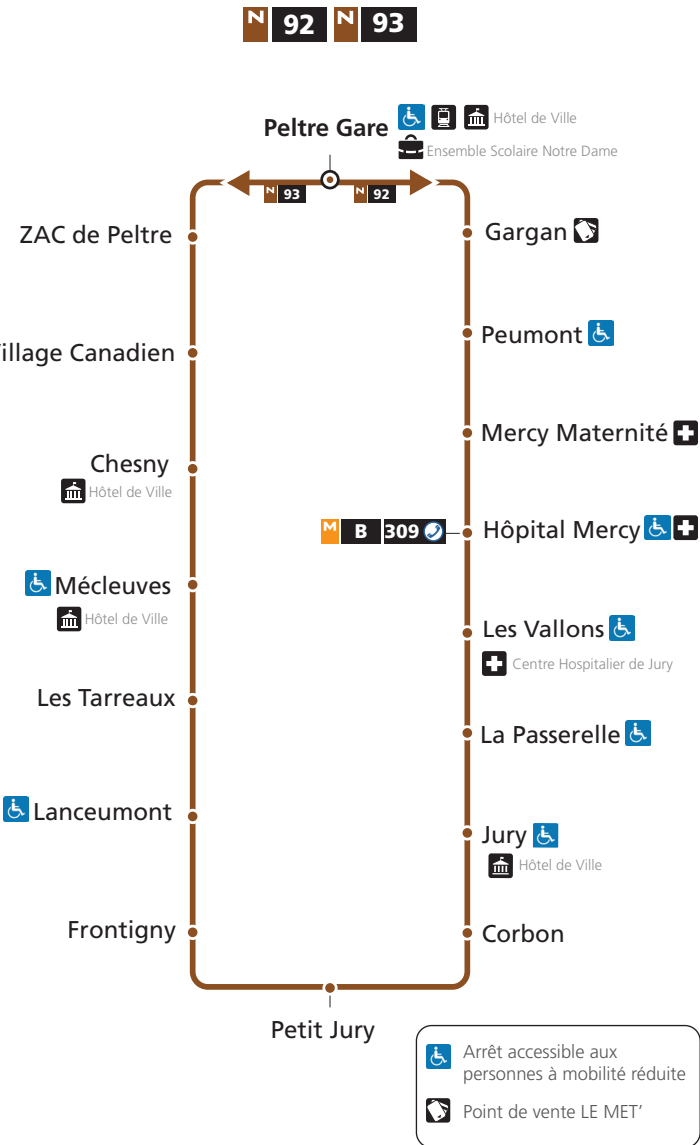 N 92 N 93
Peltre Gare
Hôtel de Ville
Ensemble Scolaire Notre Dame
N 93
N 92
ZAC de Peltre
Village Canadien
Chesny
Hôtel de Ville
Mécleuves
Hôtel de Ville
Les Tarreaux
Lanceumont
Frontigny
Petit Jury
Gargan
Peumont
Mercy Maternité
M B 309
Hôpital Mercy
Les Vallons
Centre Hospitalier de Jury
La Passerelle
Jury
Hôtel de Ville
Corbon
Arrêt accessible aux
personnes à mobilité réduite
Point de vente LE MET'